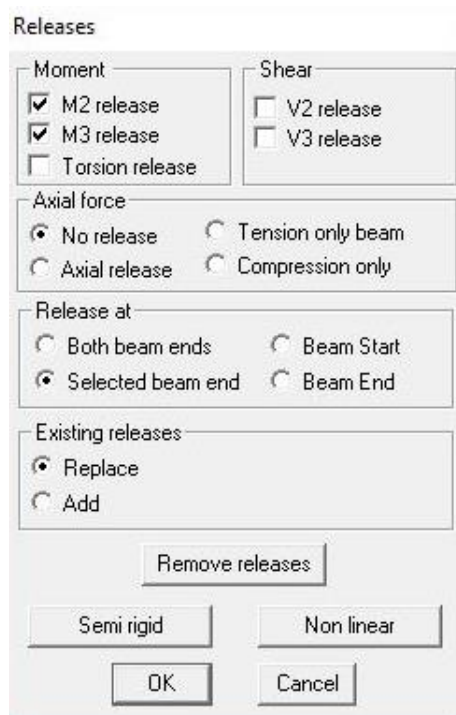 Releases
Moment
M2 release
M3 release
Torsion release
Shear
V2 release
V3 release
Axial force
No release
Tension only beam
Axial release
Compression only
Release at
Both beam ends
Beam Start
Selected beam end
Beam End
Existing releases
Replace
Add
Remove releases
Semi rigid
Non linear
OK
Cancel